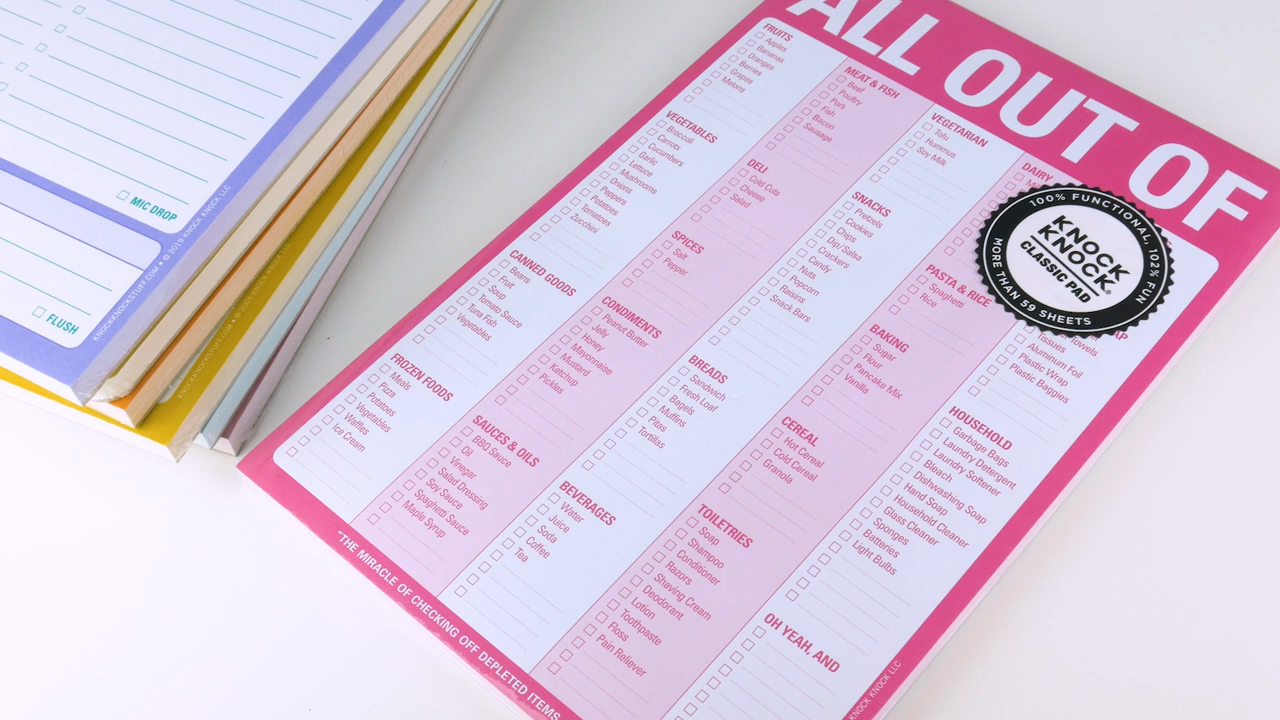 MIC DROP
FLUSH
KNOCKKNOCKSTUFF.COM • © 2019 KNOCK KNOCK LLC
ALL OUT OF
FRUITS
Apples
Bananas
Oranges
Berries
Grapes
Melons
VEGETABLES
Broccoli
Carrots
Cucumbers
Garlic
Lettuce
Mushrooms
Onions
Peppers
Potatoes
Tomatoes
Zucchini
CANNED GOODS
Beans
Fruit
Soup
Tomato Sauce
Tuna Fish
Vegetables
FROZEN FOODS
Meals
Pizza
Potatoes
Vegetables
Waffles
Ice Cream
MEAT & FISH
Beef
Poultry
Pork
Fish
Bacon
Sausage
DELI
Cold Cuts
Cheese
Salad
SPICES
Salt
Pepper
CONDIMENTS
Peanut Butter
Jelly
Honey
Mayonnaise
Mustard
Ketchup
Pickles
SAUCES & OILS
BBQ Sauce
Oil
Vinegar
Salad Dressing
Soy Sauce
Spaghetti Sauce
Maple Syrup
VEGETARIAN
Tofu
Hummus
Soy Milk
SNACKS
Pretzels
Cookies
Chips
Dip/Salsa
Crackers
Candy
Nuts
Popcorn
Raisins
Snack Bars
BREADS
Sandwich
Fresh Loaf
Bagels
Muffins
Pitas
Tortillas
BEVERAGES
Water
Juice
Soda
Coffee
Tea
DAIRY
PASTA & RICE
Spaghetti
Rice
BAKING
Sugar
Flour
Pancake Mix
Vanilla
CEREAL
Hot Cereal
Cold Cereal
Granola
TOILETRIES
Soap
Shampoo
Conditioner
Razors
Shaving Cream
Deodorant
Lotion
Toothpaste
Floss
Pain Reliever
100% FUNCTIONAL, 102% FUN
KNOCK
KNOCK®
CLASSIC PAD
MORE THAN 59 SHEETS
Tissues
Aluminum Foil
Plastic Wrap
Plastic Baggies
HOUSEHOLD
Garbage Bags
Laundry Detergent
Laundry Softener
Bleach
Dishwashing Soap
Hand Soap
Household Cleaner
Glass Cleaner
Sponges
Batteries
Light Bulbs
OH YEAH, AND
"THE MIRACLE OF CHECKING OFF DEPLETED ITEMS
KNOCK KNOCK LLC